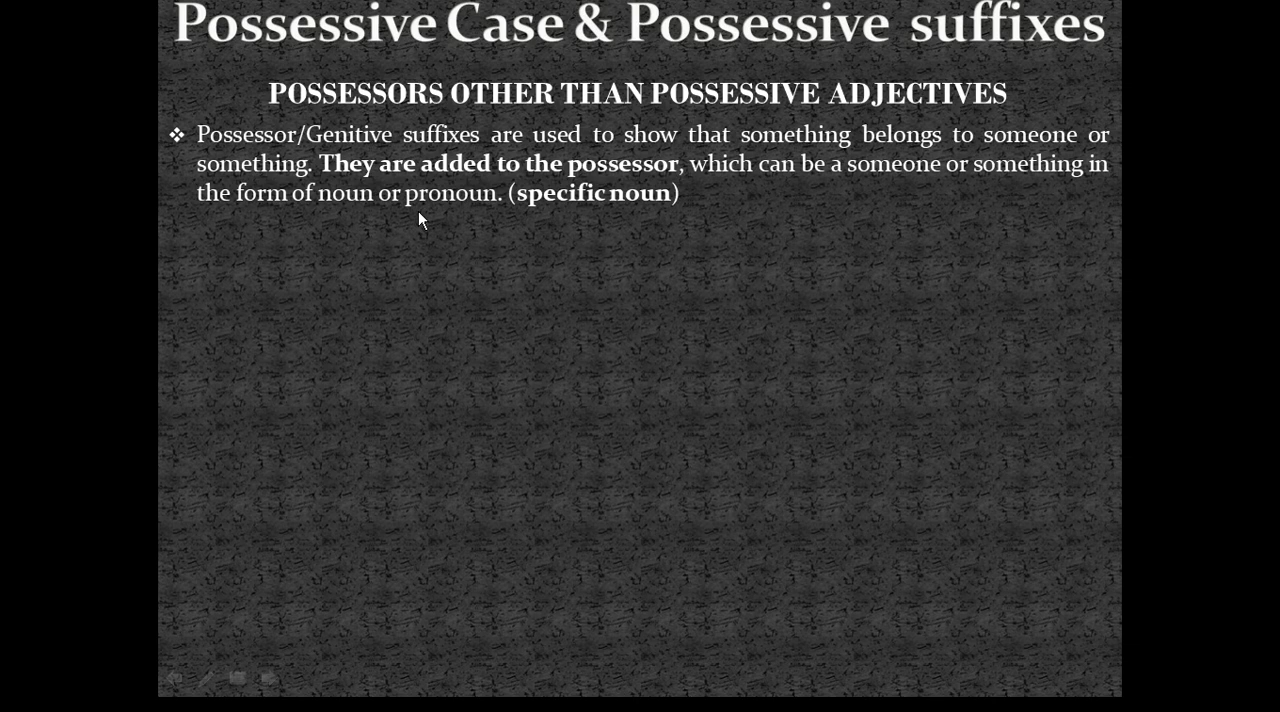 Possessive Case & Possessive suffixes
POSSESSORS OTHER THAN POSSESSIVE ADJECTIVES
❖ Possessor/Genitive suffixes are used to show that something belongs to someone or
something. They are added to the possessor, which can be a someone or something in
the form of noun or pronoun. (specific noun)